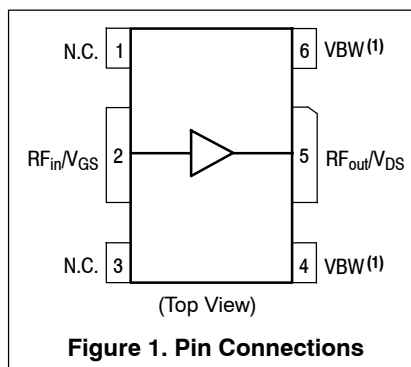 N.C. 1 6 VBW(1)
RFin/VGS 2 5 RFout/VDS
N.C. 3 4 VBW(1)
(Top View)
Figure 1. Pin Connections